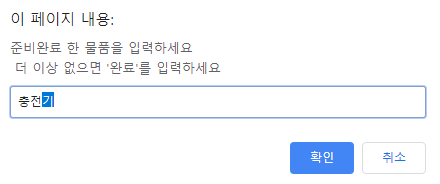 이 페이지 내용:
준비완료 한 물품을 입력하세요
더 이상 없으면 '완료'를 입력하세요
충전기
확인 취소